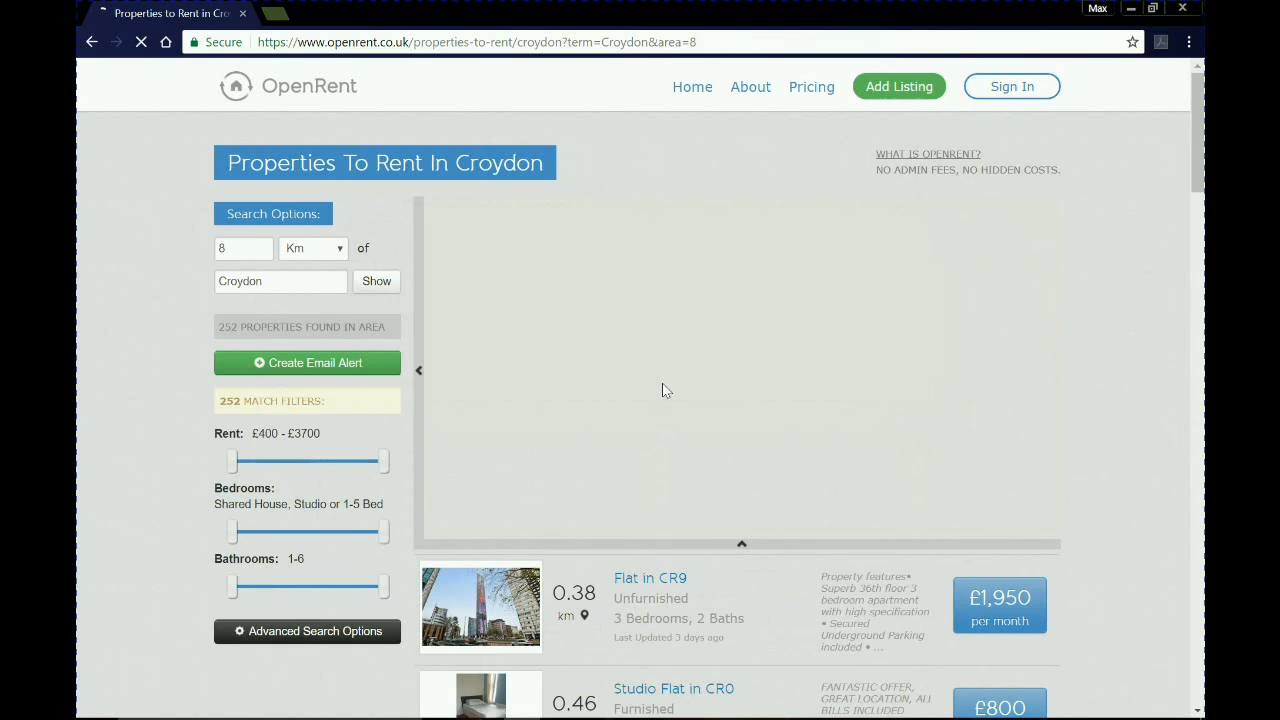 Properties to Rent in Cro
Max
Secure https://www.openrent.co.uk/properties-to-rent/croydon?term=Croydon&area=8
OpenRent
Home About Pricing Add Listing Sign In
Properties To Rent In Croydon
WHAT IS OPENRENT?
NO ADMIN FEES, NO HIDDEN COSTS.
Search Options:
8 Km of
Croydon Show
252 PROPERTIES FOUND IN AREA
Create Email Alert
252 MATCH FILTERS:
Rent: £400 - £3700
Bedrooms:
Shared House, Studio or 1-5 Bed
Bathrooms: 1-6
Advanced Search Options
0.38
km
Flat in CR9
Unfurnished
3 Bedrooms, 2 Baths
Last Updated 3 days ago
Property features•
Superb 36th floor 3
bedroom apartment
with high specification
• Secured
Underground Parking
included • ...
£1,950
per month
0.46
Studio Flat in CR0
Furnished
FANTASTIC OFFER,
GREAT LOCATION, ALL
BILLS INCLUDED
£800